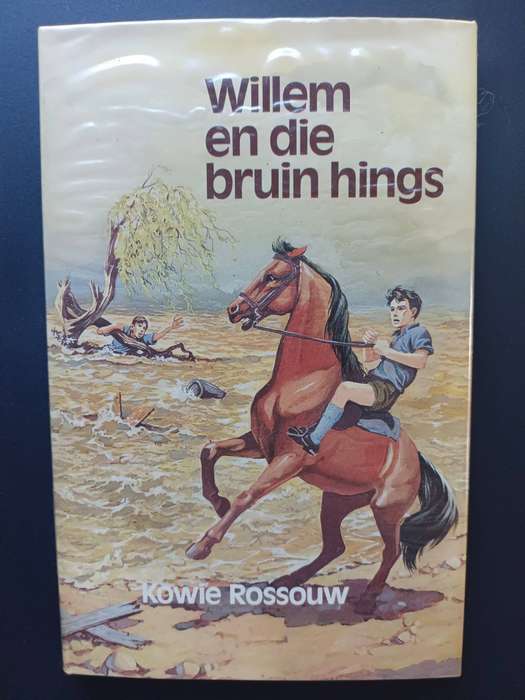 Willem
en die
bruin hings
Kowie Rossouw